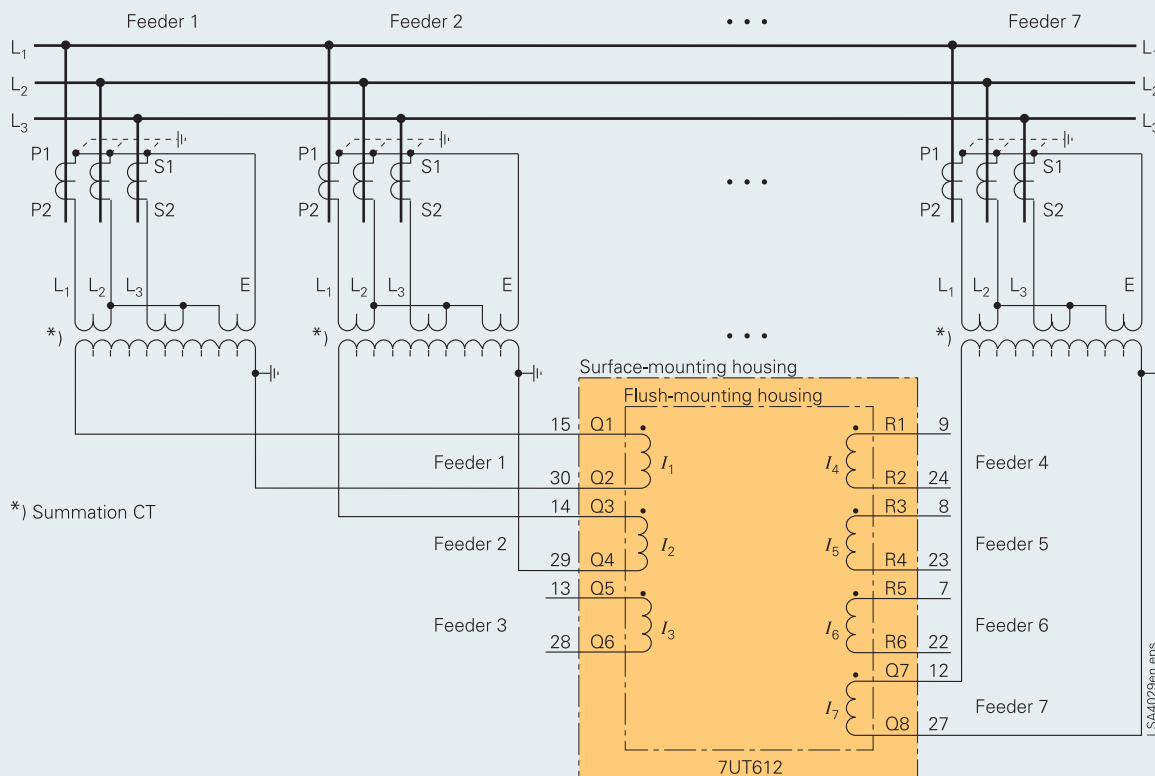 Feeder 1 Feeder 2 ... Feeder 7
L1 L1
L2 L2
L3 L3
P1 S1 P1 S1 P1 S1
P2 S2 P2 S2 P2 S2
...
L1 L2 L3 E L1 L2 L3 E L1 L2 L3 E
*) *) *)
...
Surface-mounting housing
Flush-mounting housing
15 Q1 R1 9
Feeder 1 I1 I4 Feeder 4
30 Q2 R2 24
14 Q3 R3 8
*) Summation CT
Feeder 2 I2 I5 Feeder 5
29 Q4 R4 23
13 Q5 R5 7
Feeder 3 I3 I6 Feeder 6
28 Q6 R6 22
Q7 12
I7 Feeder 7
Q8 27
7UT612
LSA4029en.eps